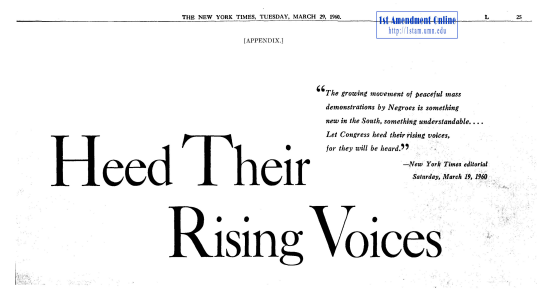 THE NEW YORK TIMES, TUESDAY, MARCH 29, 1960.
1st Amendment Online
http://1stam.umn.edu
L 25
[APPENDIX.]
“The growing movement of peaceful mass
demonstrations by Negroes is something
new in the South, something understandable....
Let Congress heed their rising voices,
for they will be heard.”
—New York Times editorial
Saturday, March 19, 1960
Heed Their
Rising Voices